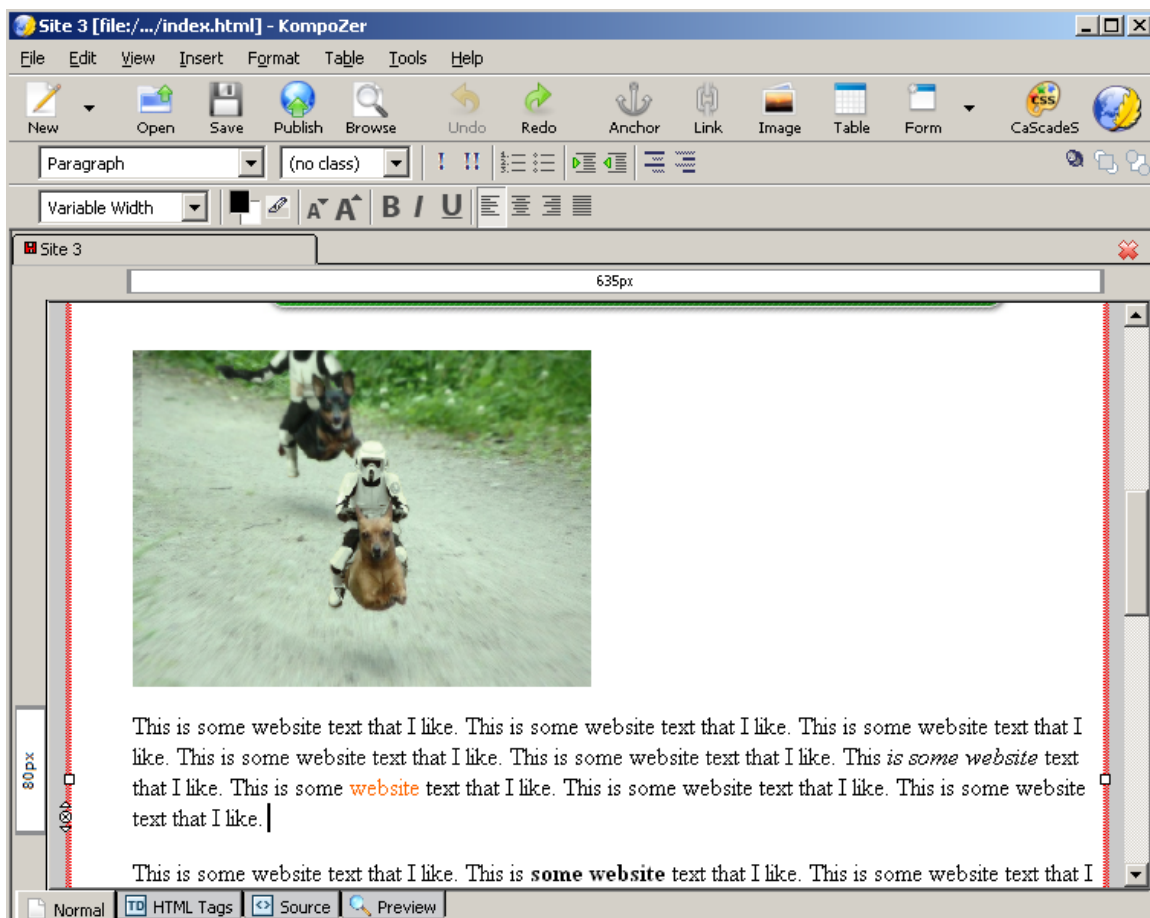 Site 3 [file:/.../index.html] - KompoZer
File Edit View Insert Format Table Tools Help
New Open Save Publish Browse Undo Redo Anchor Link Image Table Form CaScadeS
CSS
Paragraph (no class) ! !!
Variable Width A A B I U
Site 3
635px
80px
This is some website text that I like. This is some website text that I like. This is some website text that I
like. This is some website text that I like. This is some website text that I like. This is some website text
that I like. This is some website text that I like. This is some website text that I like. This is some website
text that I like.
This is some website text that I like. This is some website text that I like. This is some website text that I
Normal TD HTML Tags <> Source Preview